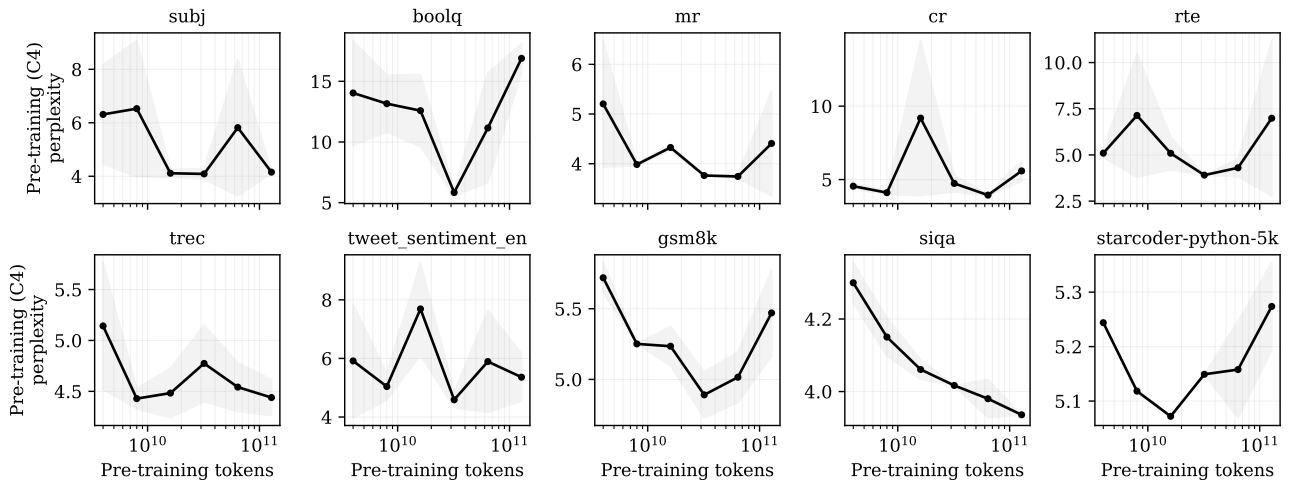 subj
boolq
mr
cr
rte
Pre-training (C4)
perplexity
8
6
4
15
10
5
6
5
4
10
5
10.0
7.5
5.0
2.5
trec
tweet_sentiment_en
gsm8k
siqa
starcoder-python-5k
Pre-training (C4)
perplexity
5.5
5.0
4.5
8
6
4
5.5
5.0
4.2
4.0
5.3
5.2
5.1
10^10 10^11
10^10 10^11
10^10 10^11
10^10 10^11
10^10 10^11
Pre-training tokens
Pre-training tokens
Pre-training tokens
Pre-training tokens
Pre-training tokens